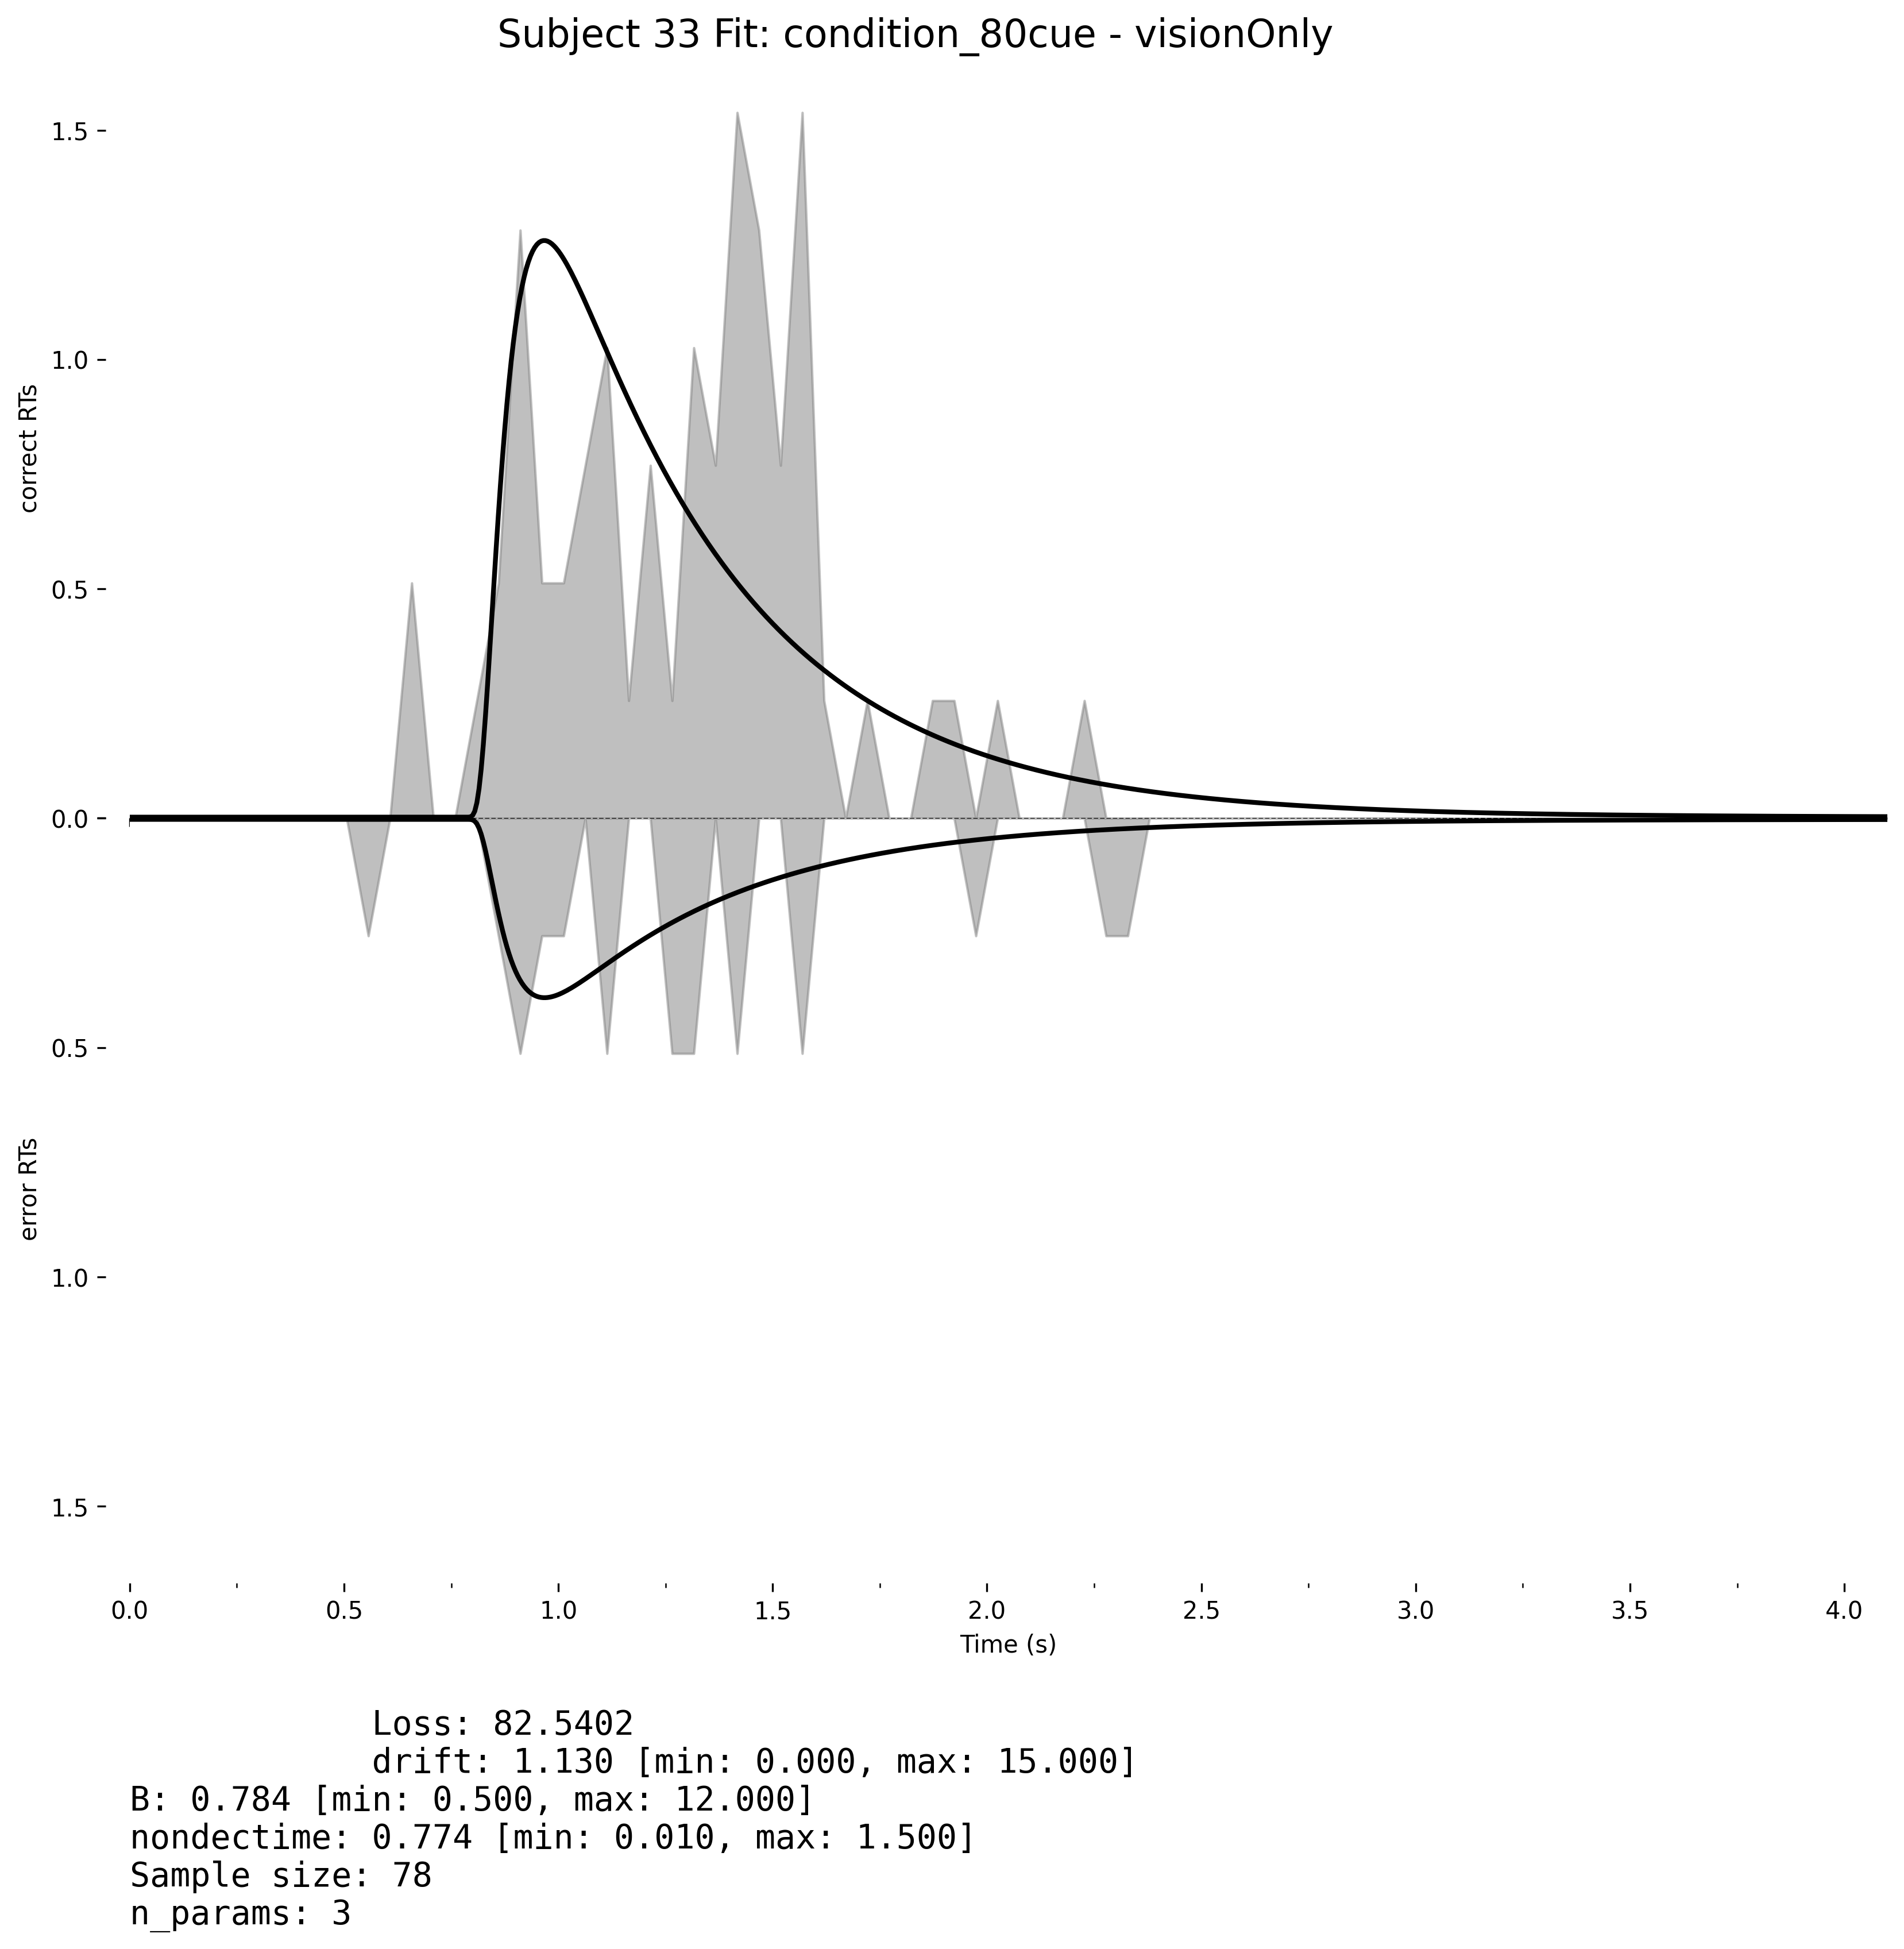 Subject 33 Fit: condition_80cue - visionOnly
1.5
1.0
correct RTs
0.5
0.0
0.5
error RTs
1.0
1.5
0.0 0.5 1.0 1.5 2.0 2.5 3.0 3.5 4.0
Time (s)
Loss: 82.5402
drift: 1.130 [min: 0.000, max: 15.000]
B: 0.784 [min: 0.500, max: 12.000]
nondectime: 0.774 [min: 0.010, max: 1.500]
Sample size: 78
n_params: 3